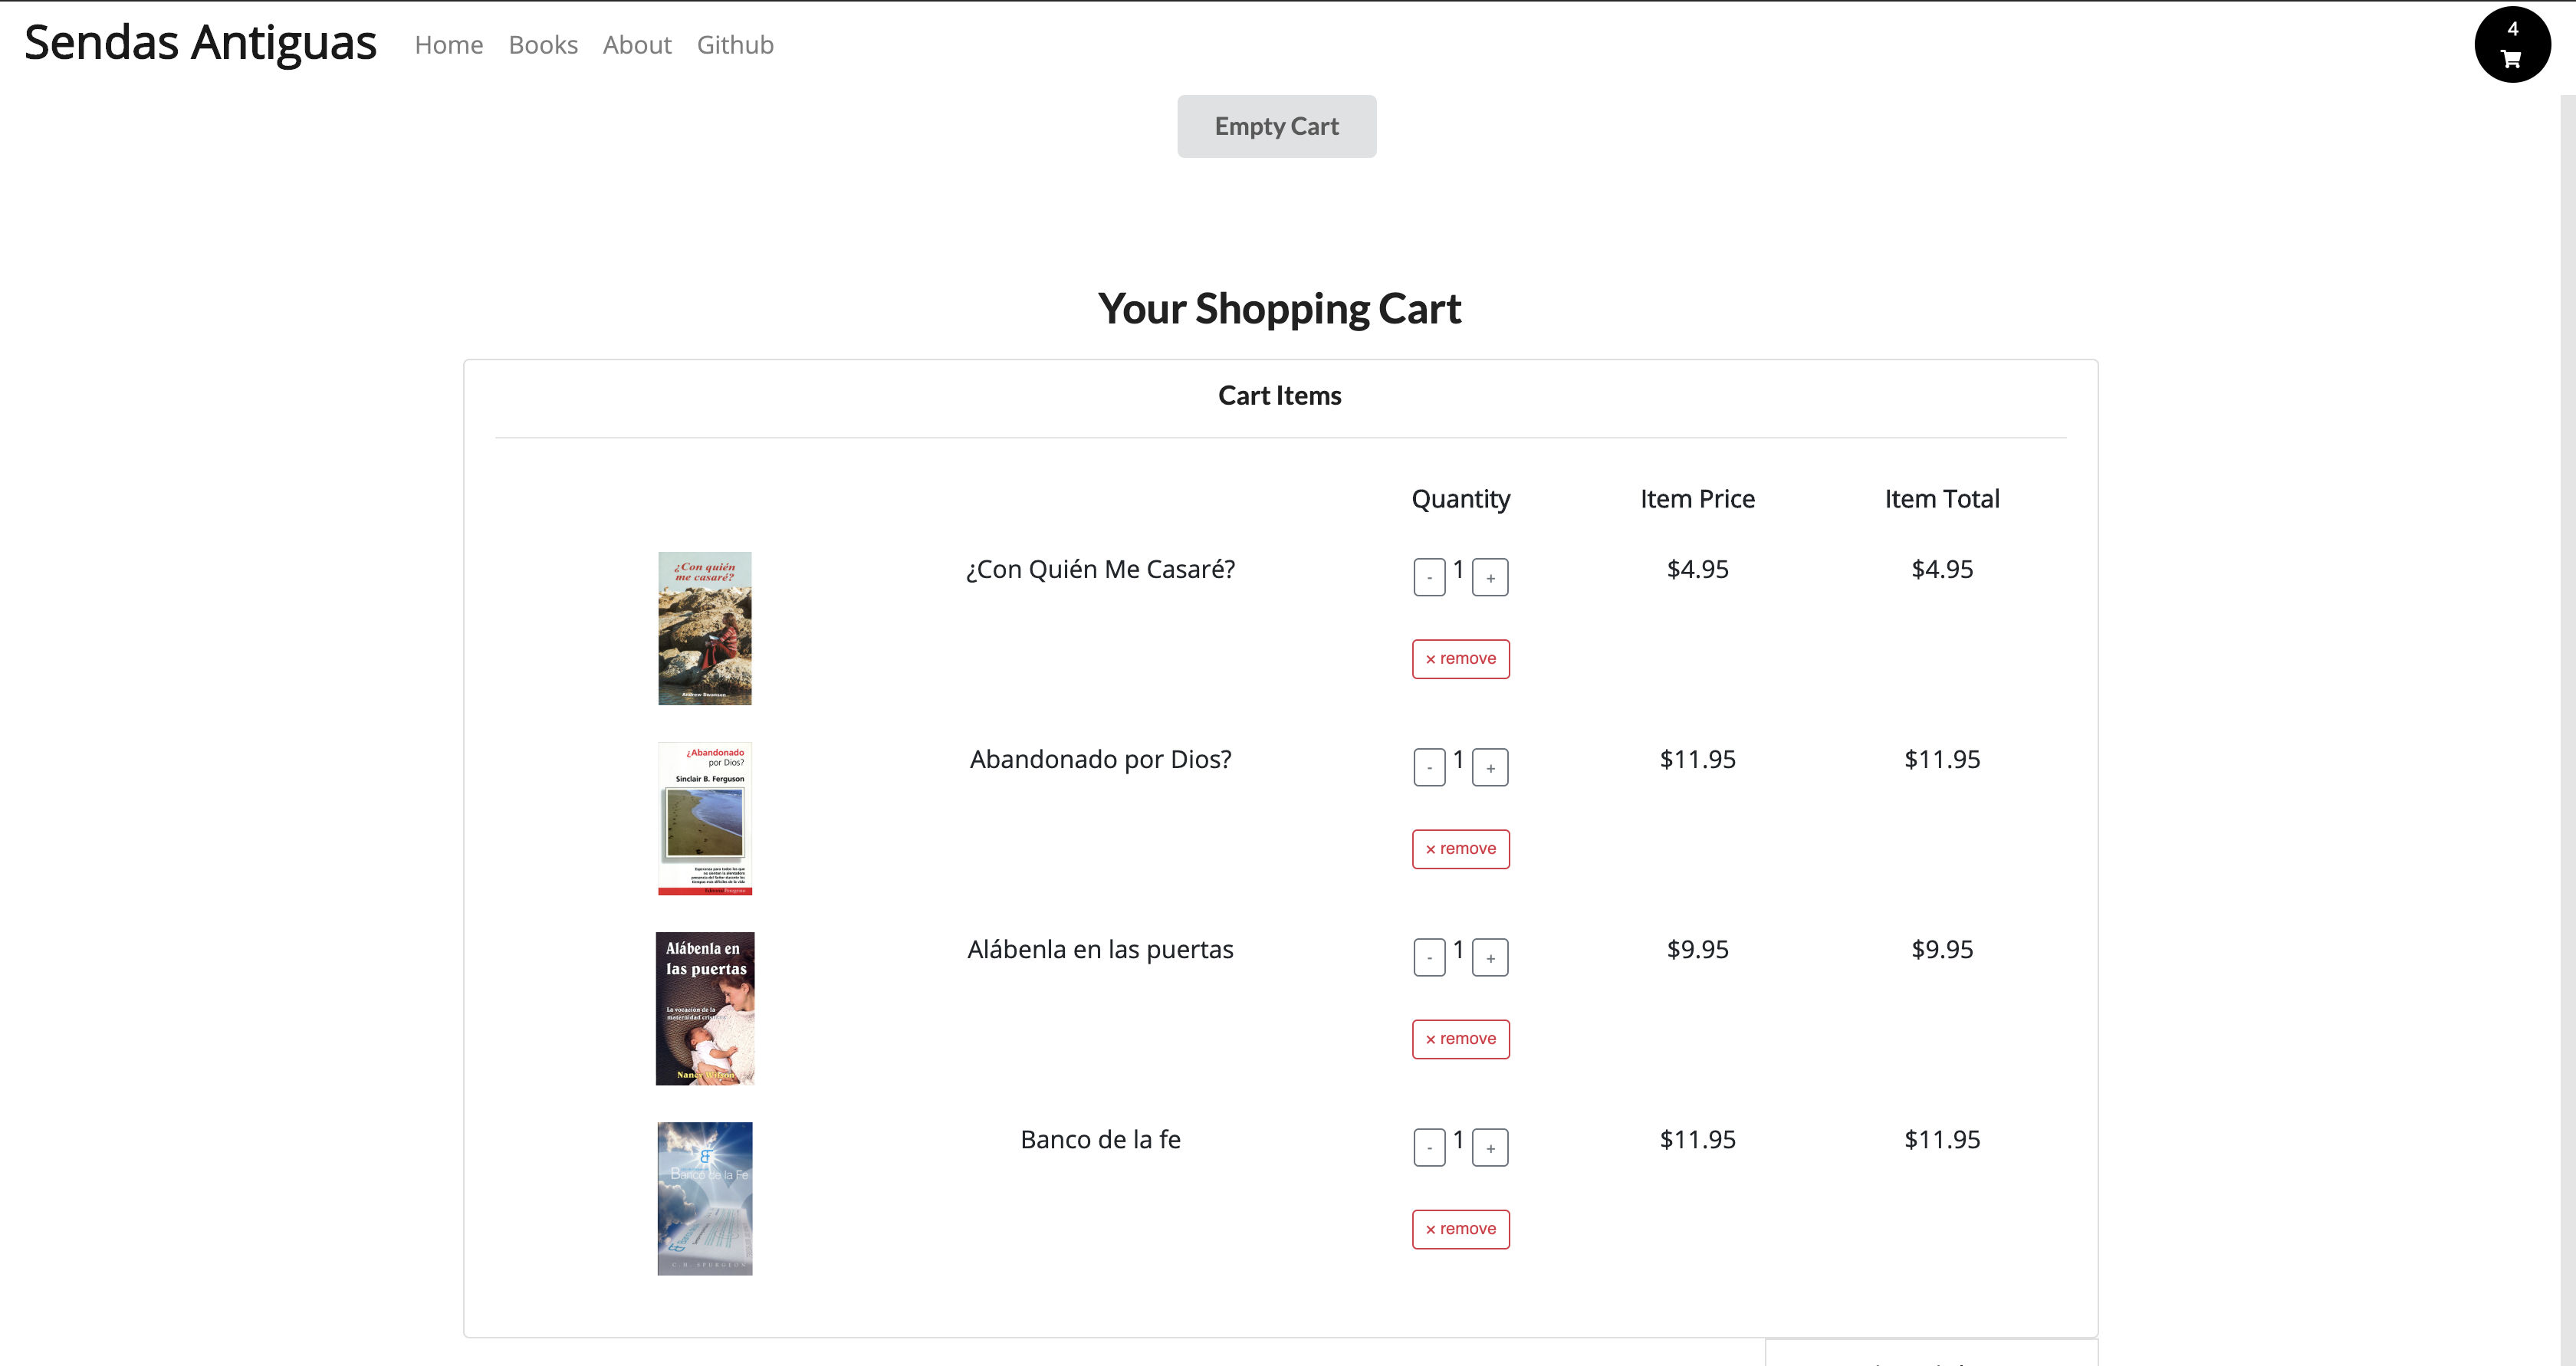 Sendas Antiguas Home Books About Github
4
Empty Cart
Your Shopping Cart
Cart Items
Quantity Item Price Item Total
¿Con quién
me casaré?
Andrew Swanson
¿Con Quién Me Casaré? - 1 + $4.95 $4.95
× remove
¿Abandonado
por Dios?
Sinclair B. Ferguson
Abandonado por Dios? - 1 + $11.95 $11.95
× remove
Alábenla en
las puertas
La vocación de la
maternidad
Nancy Wilson
Alábenla en las puertas - 1 + $9.95 $9.95
× remove
Banco de la Fe
C. H. SPURGEON
Banco de la fe - 1 + $11.95 $11.95
× remove